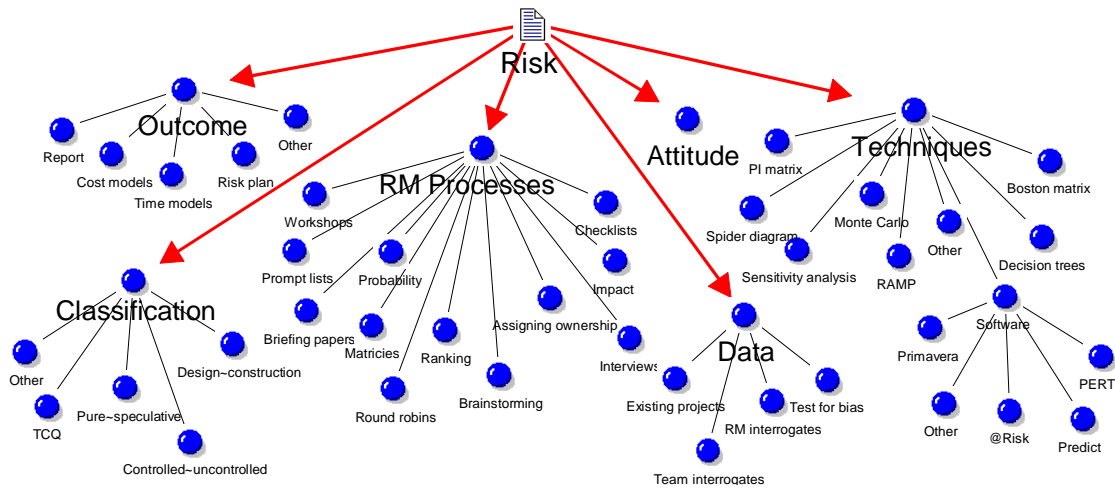 Risk
Outcome
Report
Cost models
Time models
Risk plan
Other
RM Processes
Workshops
Prompt lists
Briefing papers
Probability
Matricies
Round robins
Ranking
Brainstorming
Assigning ownership
Interviews
Impact
Checklists
Attitude
Techniques
PI matrix
Spider diagram
Sensitivity analysis
Monte Carlo
RAMP
Other
Decision trees
Boston matrix
Software
Primavera
Other
@Risk
Predict
PERT
Classification
Other
TCQ
Pure~speculative
Controlled~uncontrolled
Design~construction
Data
Existing projects
Team interrogates
RM interrogates
Test for bias